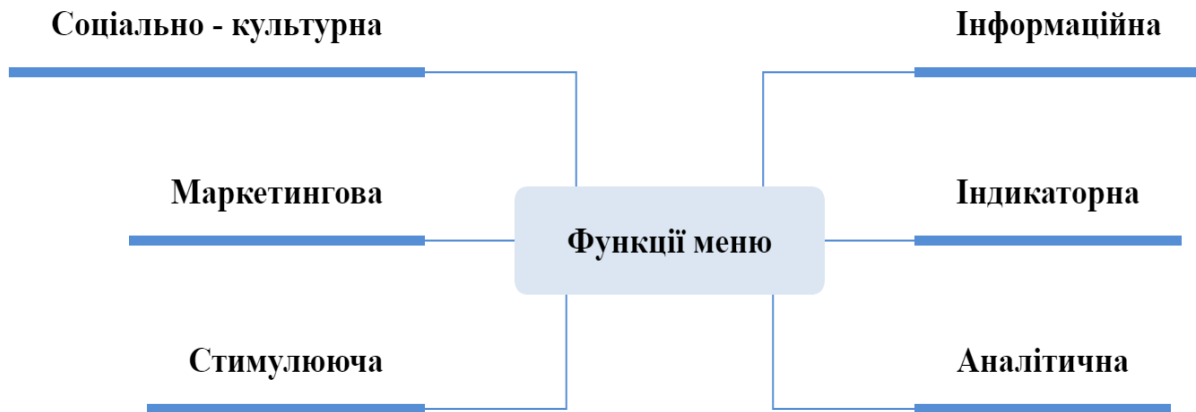 Соціально - культурна
Інформаційна
Маркетингова
Індикаторна
Функції меню
Стимулююча
Аналітична